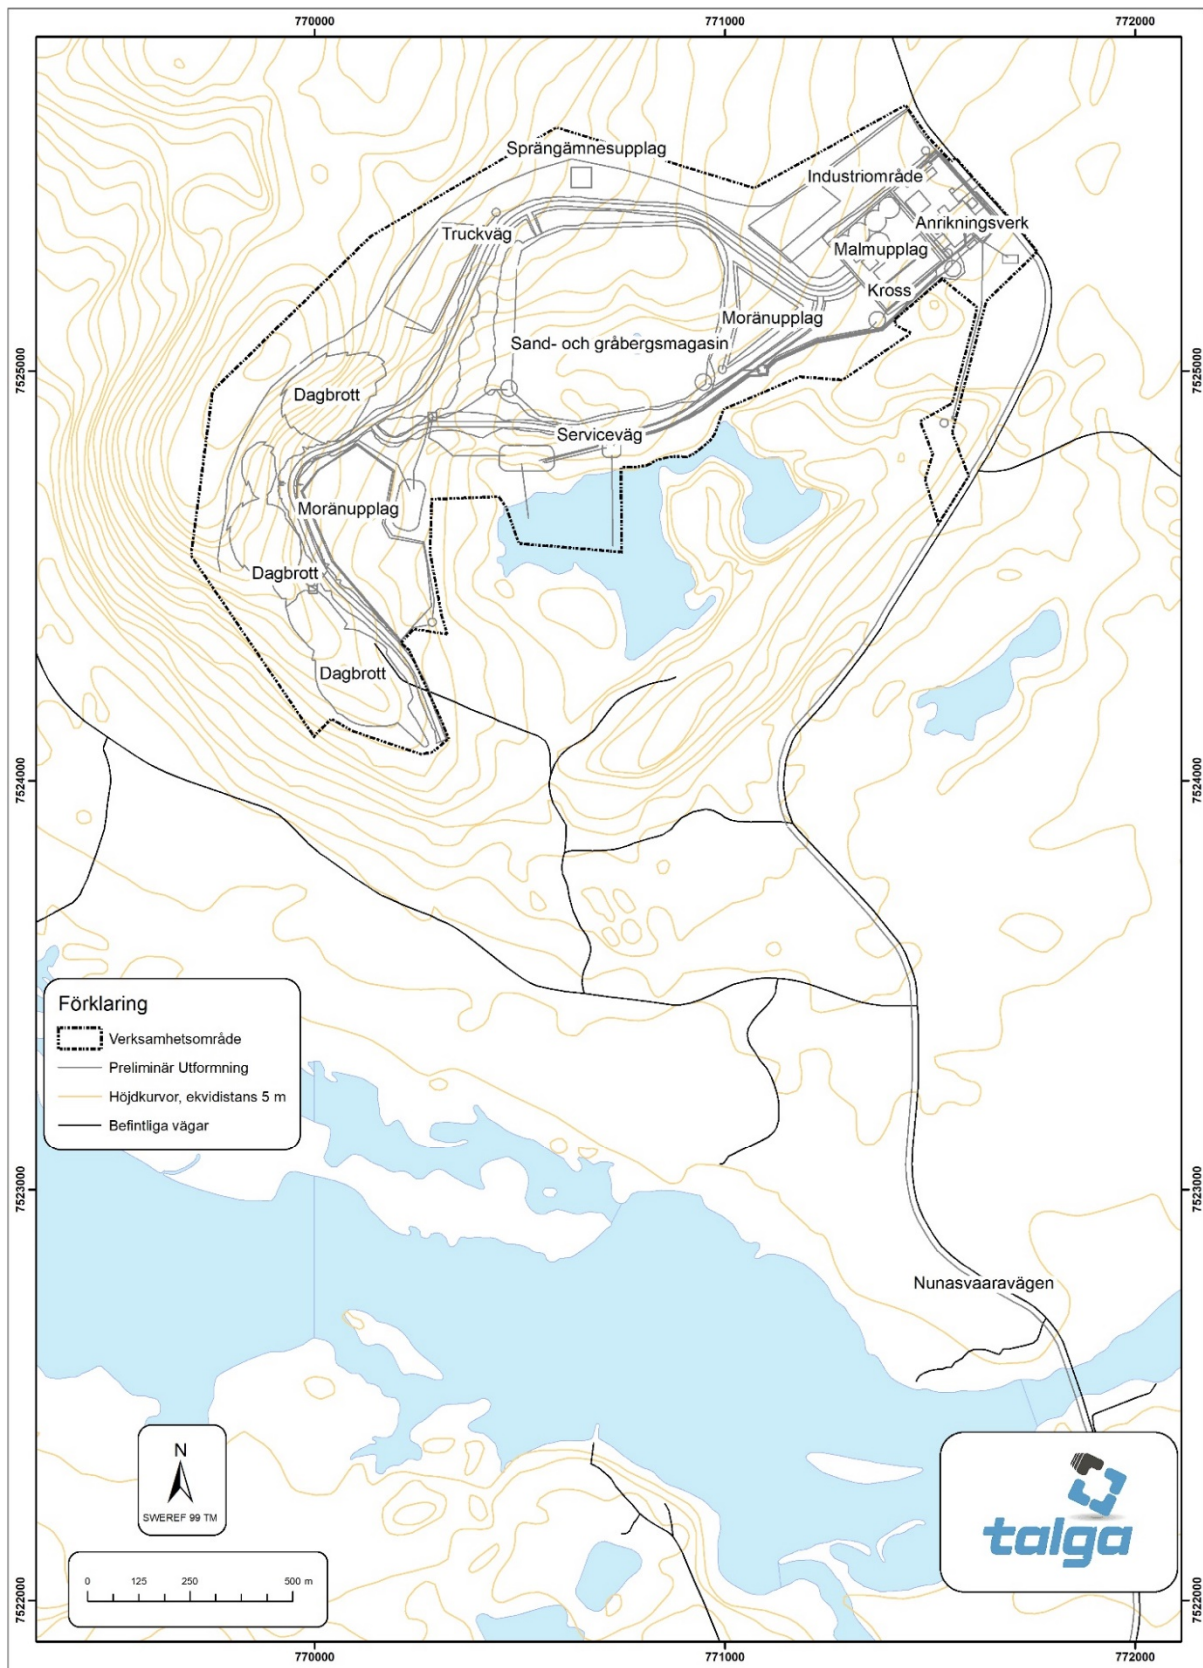 770000
771000
772000
Sprängämnesupplag
Industriområde
Anrikningsverk
Truckväg
Malmupplag
Kross
Moränupplag
Sand- och gråbergsmagasin
7525000
7525000
Dagbrott
Serviceväg
Moränupplag
Dagbrott
Dagbrott
7524000
7524000
Förklaring
Verksamhetsområde
Preliminär Utformning
Höjdkurvor, ekvidistans 5 m
Befintliga vägar
7523000
7523000
Nunasvaaravägen
N
SWEREF 99 TM
talga
0 125 250 500 m
7522000
7522000
770000
771000
772000